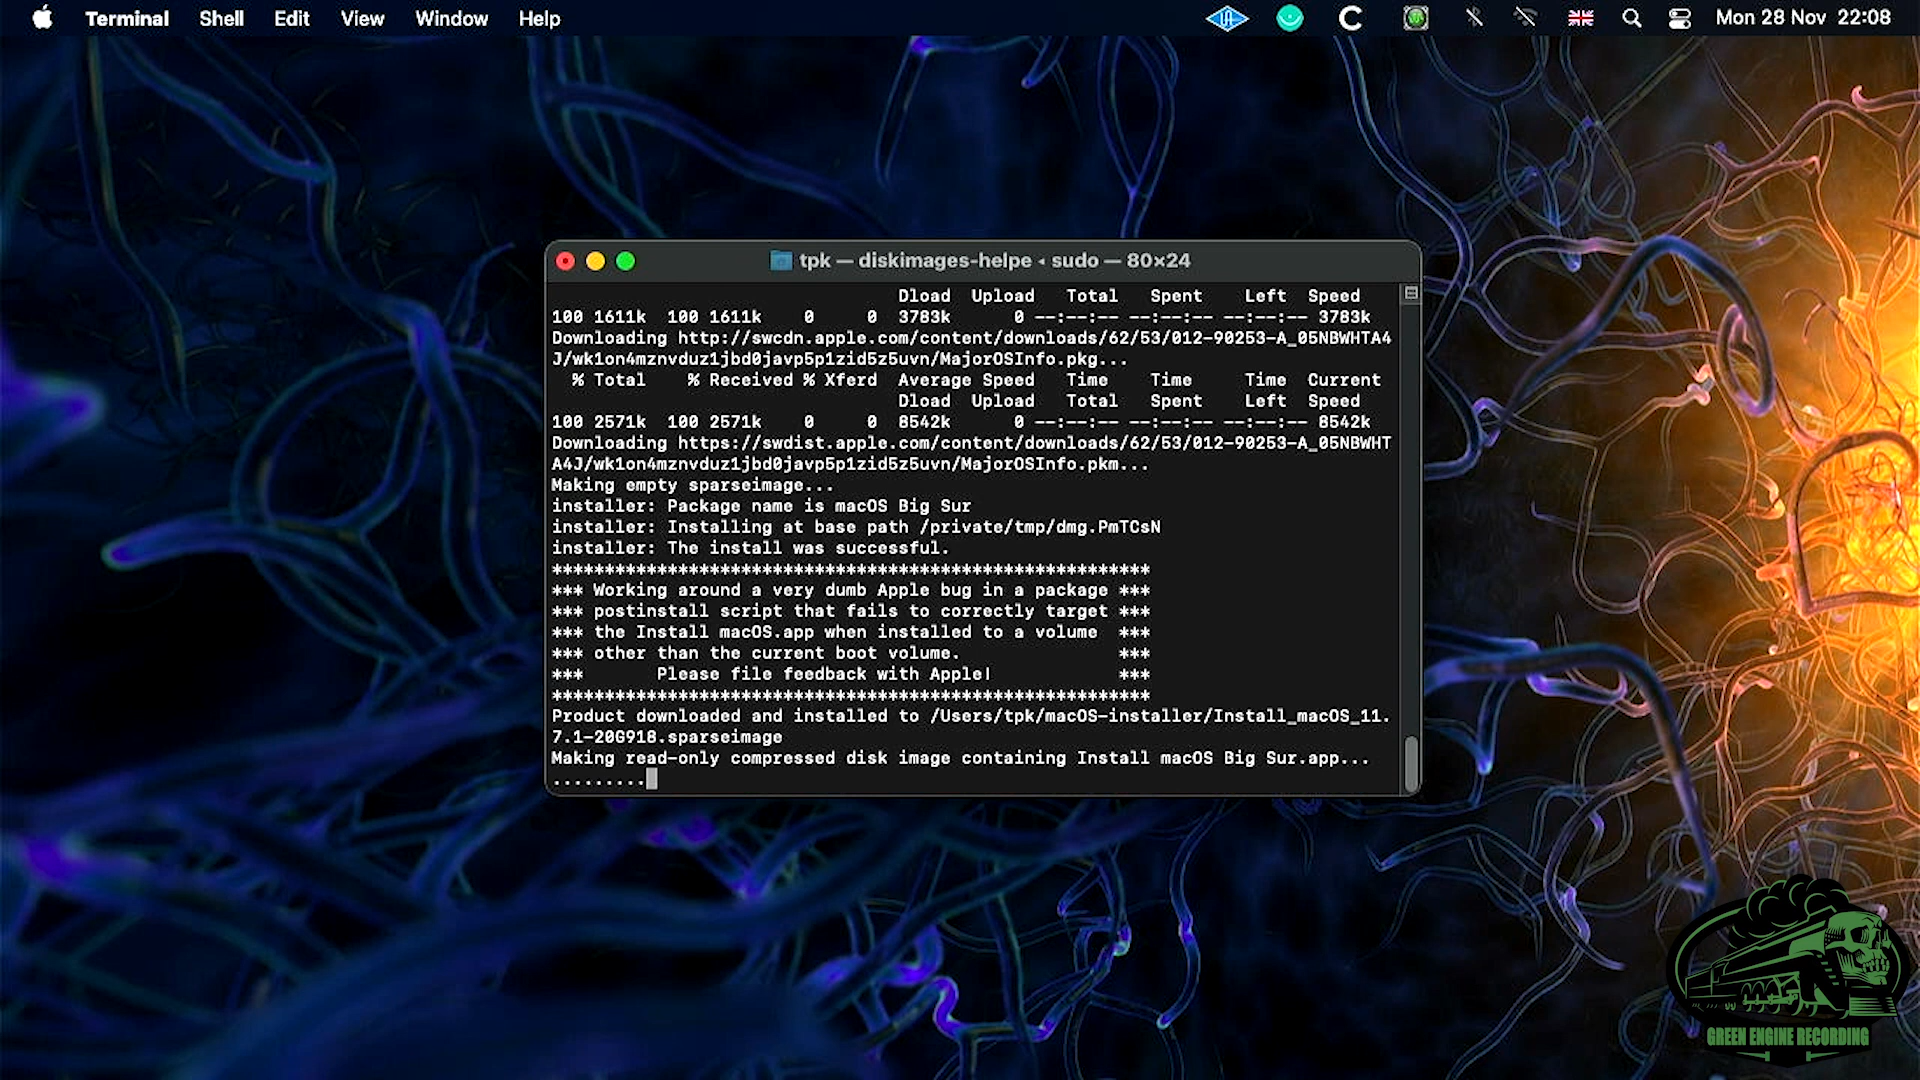 Terminal Shell Edit View Window Help Mon 28 Nov 22:08
tpk — diskimages-helpe ◂ sudo — 80×24
Dload Upload Total Spent Left Speed
100 1611k 100 1611k 0 0 3783k 0 --:--:-- --:--:-- --:--:-- 3783k
Downloading http://swcdn.apple.com/content/downloads/62/53/012-90253-A_05NBWHTA4
J/wk1on4mznvduz1jbd0javp5p1zid5z5uvn/MajorOSInfo.pkg...
% Total % Received % Xferd Average Speed Time Time Time Current
Dload Upload Total Spent Left Speed
100 2571k 100 2571k 0 0 8542k 0 --:--:-- --:--:-- --:--:-- 8542k
Downloading https://swdist.apple.com/content/downloads/62/53/012-90253-A_05NBWHT
A4J/wk1on4mznvduz1jbd0javp5p1zid5z5uvn/MajorOSInfo.pkm...
Making empty sparseimage...
installer: Package name is macOS Big Sur
installer: Installing at base path /private/tmp/dmg.PmTCsN
installer: The install was successful.
*********************************************************
*** Working around a very dumb Apple bug in a package ***
*** postinstall script that fails to correctly target ***
*** the Install macOS.app when installed to a volume ***
*** other than the current boot volume. ***
*** Please file feedback with Apple! ***
*********************************************************
Product downloaded and installed to /Users/tpk/macOS-installer/Install_macOS_11.
7.1-20G918.sparseimage
Making read-only compressed disk image containing Install macOS Big Sur.app...
.........
GREEN ENGINE RECORDING